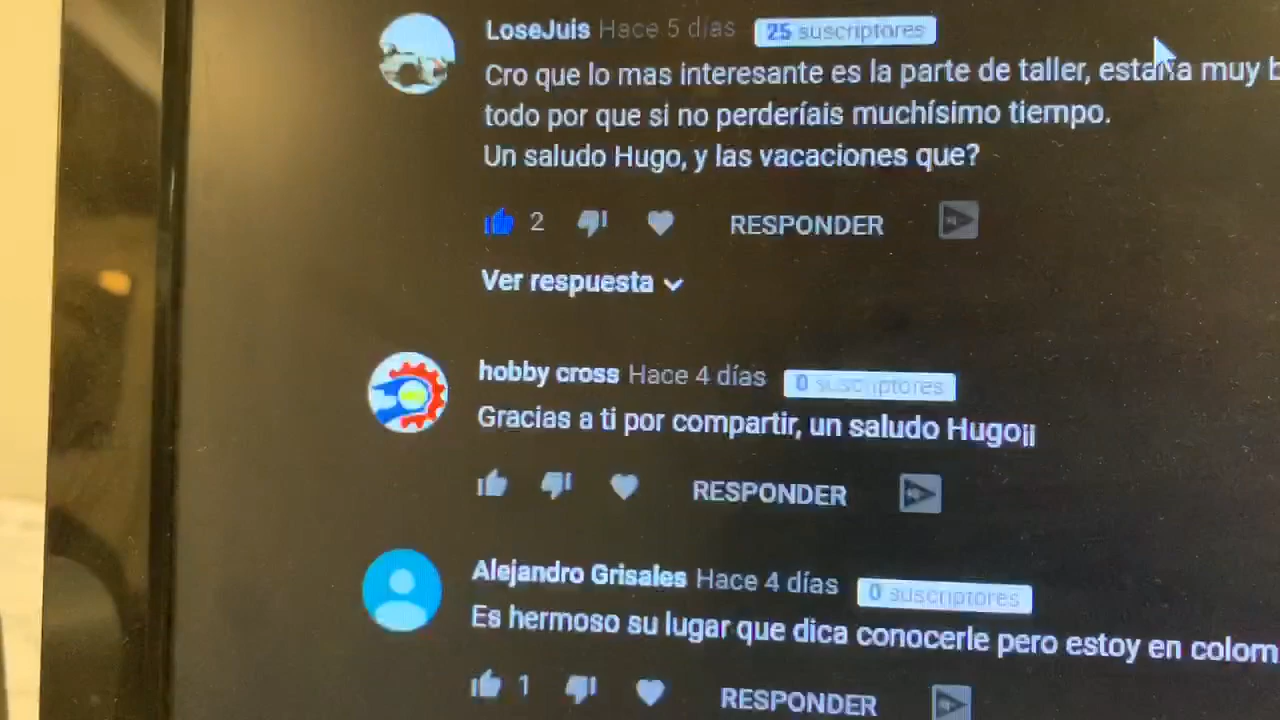 LoseJuis Hace 5 días 25 suscriptores
Cro que lo mas interesante es la parte de taller, estaría muy
todo por que si no perderíais muchísimo tiempo.
Un saludo Hugo, y las vacaciones que?
2 RESPONDER
Ver respuesta
hobby cross Hace 4 días 0 suscriptores
Gracias a ti por compartir, un saludo Hugo¡¡
RESPONDER
Alejandro Grisales Hace 4 días 0 suscriptores
Es hermoso su lugar que dica conocerle pero estoy en colom
1 RESPONDER